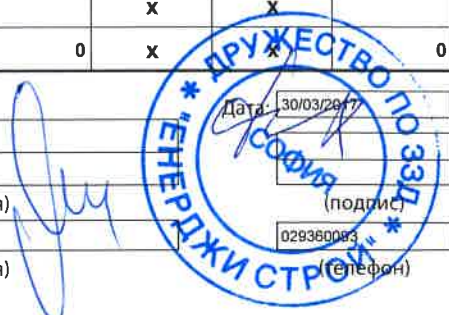 x x
0 x x 0
Дата: 30/03/2017
(подпис)
029360093
(телефон)
* ДРУЖЕСТВО ПО ЗЗД * "ЕНЕРДЖИ СТРОЙ"
СОФИЯ